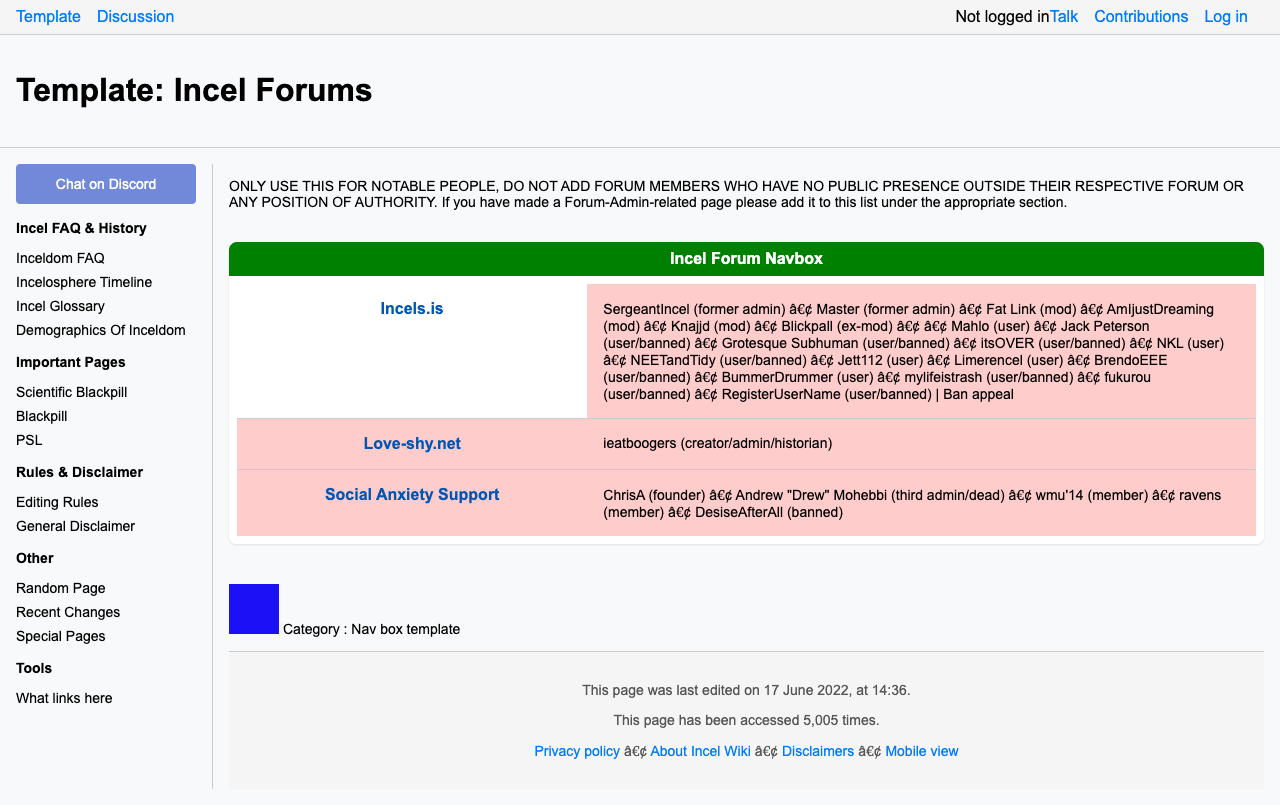 Template Discussion Not logged in Talk Contributions Log in
Template: Incel Forums
Chat on Discord
Incel FAQ & History
Inceldom FAQ
Incelosphere Timeline
Incel Glossary
Demographics Of Inceldom
Important Pages
Scientific Blackpill
Blackpill
PSL
Rules & Disclaimer
Editing Rules
General Disclaimer
Other
Random Page
Recent Changes
Special Pages
Tools
What links here
ONLY USE THIS FOR NOTABLE PEOPLE, DO NOT ADD FORUM MEMBERS WHO HAVE NO PUBLIC PRESENCE OUTSIDE THEIR RESPECTIVE FORUM OR
ANY POSITION OF AUTHORITY. If you have made a Forum-Admin-related page please add it to this list under the appropriate section.
Incel Forum Navbox
Incels.is
SergeantIncel (former admin) â€¢ Master (former admin) â€¢ Fat Link (mod) â€¢ AmIjustDreaming
(mod) â€¢ Knajjd (mod) â€¢ Blickpall (ex-mod) â€¢ â€¢ Mahlo (user) â€¢ Jack Peterson
(user/banned) â€¢ Grotesque Subhuman (user/banned) â€¢ itsOVER (user/banned) â€¢ NKL (user)
â€¢ NEETandTidy (user/banned) â€¢ Jett112 (user) â€¢ Limerencel (user) â€¢ BrendoEEE
(user/banned) â€¢ BummerDrummer (user) â€¢ mylifeistrash (user/banned) â€¢ fukurou
(user/banned) â€¢ RegisterUserName (user/banned) | Ban appeal
Love-shy.net
ieatboogers (creator/admin/historian)
Social Anxiety Support
ChrisA (founder) â€¢ Andrew "Drew" Mohebbi (third admin/dead) â€¢ wmu'14 (member) â€¢ ravens
(member) â€¢ DesiseAfterAll (banned)
Category : Nav box template
This page was last edited on 17 June 2022, at 14:36.
This page has been accessed 5,005 times.
Privacy policy â€¢ About Incel Wiki â€¢ Disclaimers â€¢ Mobile view